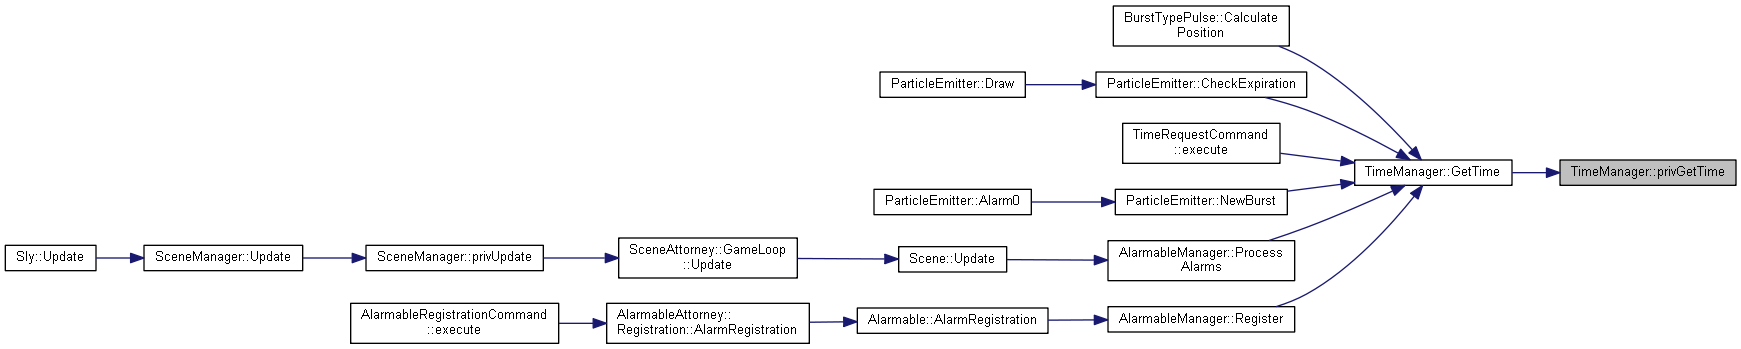 BurstTypePulse::Calculate
Position
ParticleEmitter::Draw
ParticleEmitter::CheckExpiration
TimeRequestCommand
::execute
TimeManager::GetTime
TimeManager::privGetTime
ParticleEmitter::Alarm0
ParticleEmitter::NewBurst
Sly::Update
SceneManager::Update
SceneManager::privUpdate
SceneAttorney::GameLoop
::Update
Scene::Update
AlarmableManager::Process
Alarms
AlarmableRegistrationCommand
::execute
AlarmableAttorney::
Registration::AlarmRegistration
Alarmable::AlarmRegistration
AlarmableManager::Register